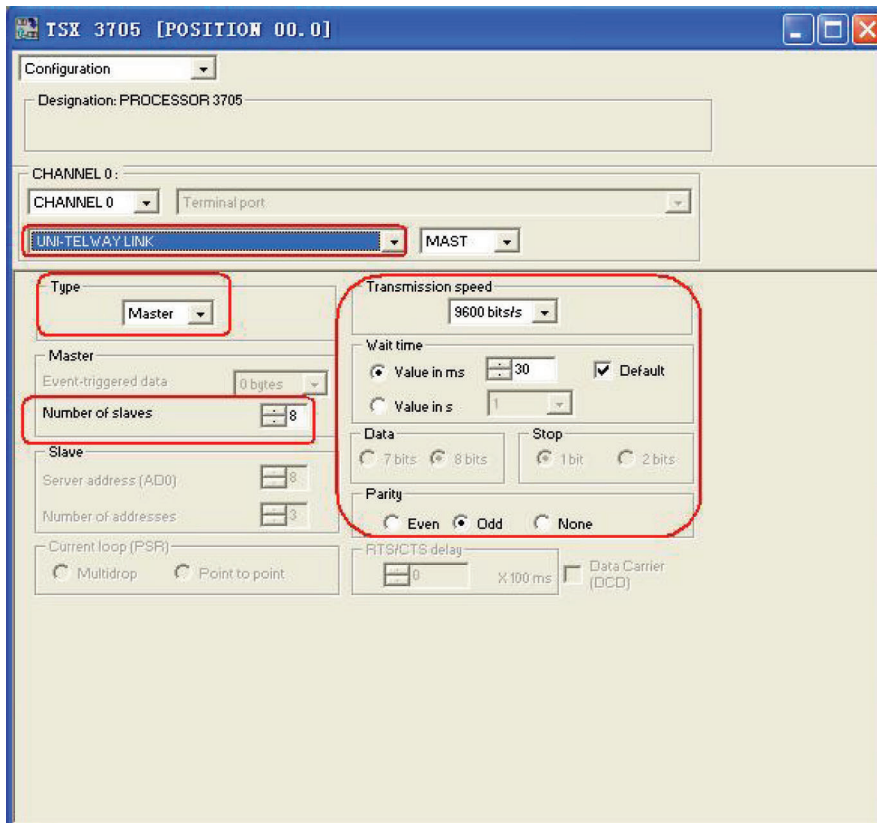 TSX 3705 [POSITION 00.0]
Configuration
Designation: PROCESSOR 3705
CHANNEL 0 :
CHANNEL 0 Terminal port
UNI-TELWAY LINK MAST
Type
Master
Transmission speed
9600 bits/s
Master
Event-triggered data 0 bytes
Number of slaves 8
Wait time
Value in ms 30 Default
Value in s 1
Slave
Server address (AD0) 8
Number of addresses 3
Data
7 bits 8 bits
Stop
1 bit 2 bits
Parity
Even Odd None
Current loop (PSR)
Multidrop Point to point
RTS/CTS delay
0 X 100 ms
Data Carrier
(DCD)